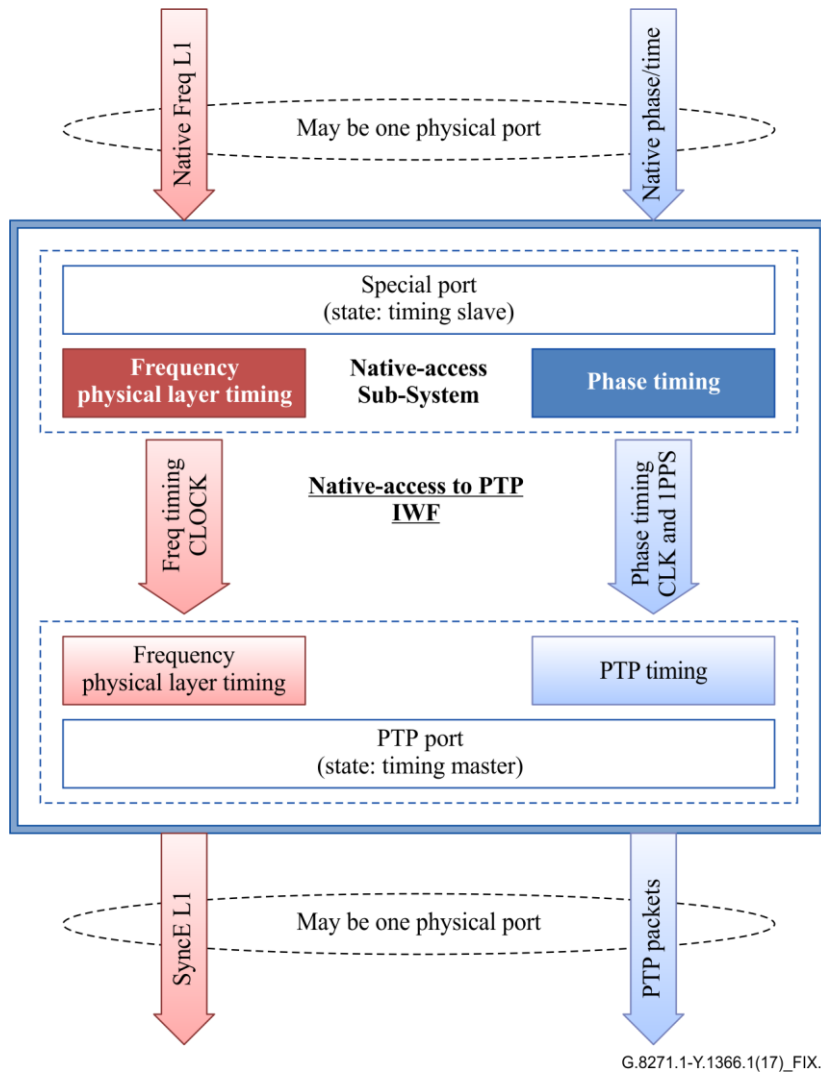 Native Freq L1
Native phase/time
May be one physical port
Special port
(state: timing slave)
Frequency
physical layer timing
Native-access
Sub-System
Phase timing
Freq timing
CLOCK
Native-access to PTP
IWF
Phase timing
CLK and 1PPS
Frequency
physical layer timing
PTP timing
PTP port
(state: timing master)
SyncE L1
May be one physical port
PTP packets
G.8271.1-Y.1366.1(17)_FIX.